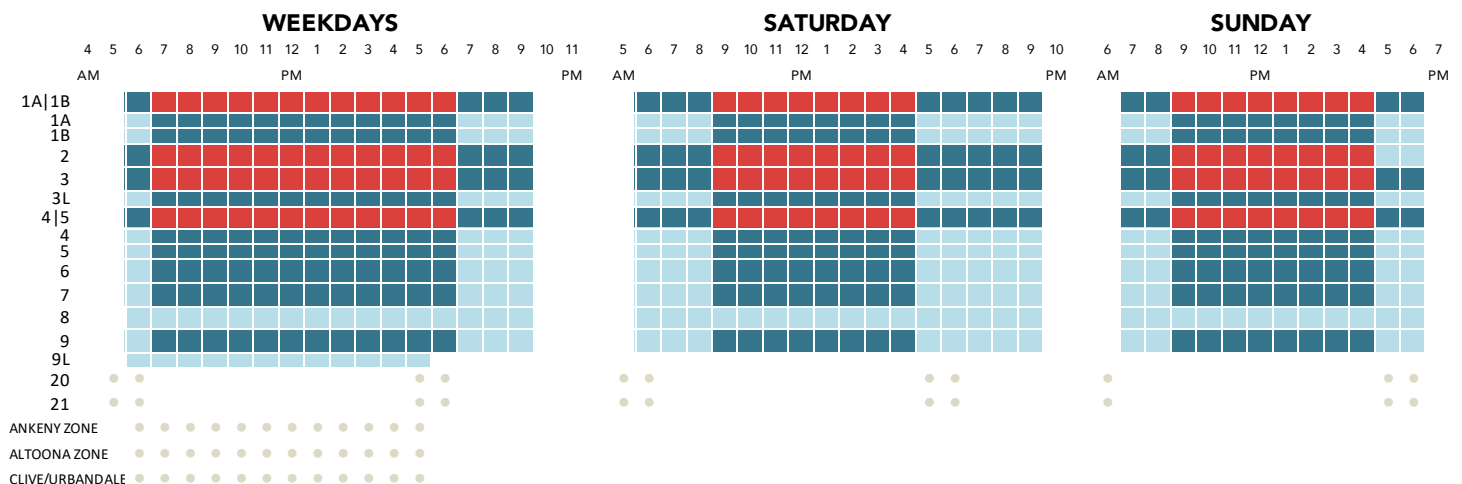 WEEKDAYS SATURDAY SUNDAY
4 5 6 7 8 9 10 11 12 1 2 3 4 5 6 7 8 9 10 11 5 6 7 8 9 10 11 12 1 2 3 4 5 6 7 8 9 10 6 7 8 9 10 11 12 1 2 3 4 5 6 7
AM PM PM AM PM PM AM PM PM
1A|1B
1A
1B
2
3
3L
4|5
4
5
6
7
8
9
9L
20
21
ANKENY ZONE
ALTOONA ZONE
CLIVE/URBANDALE